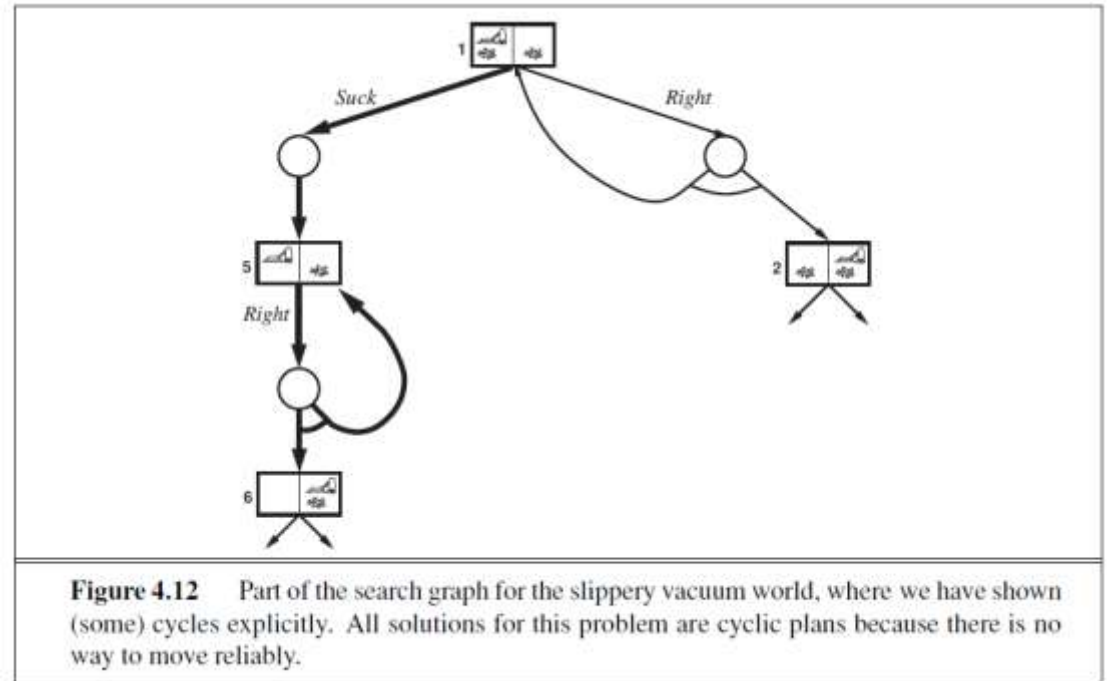 1
Suck
Right
5
2
Right
6
Figure 4.12 Part of the search graph for the slippery vacuum world, where we have shown
(some) cycles explicitly. All solutions for this problem are cyclic plans because there is no
way to move reliably.